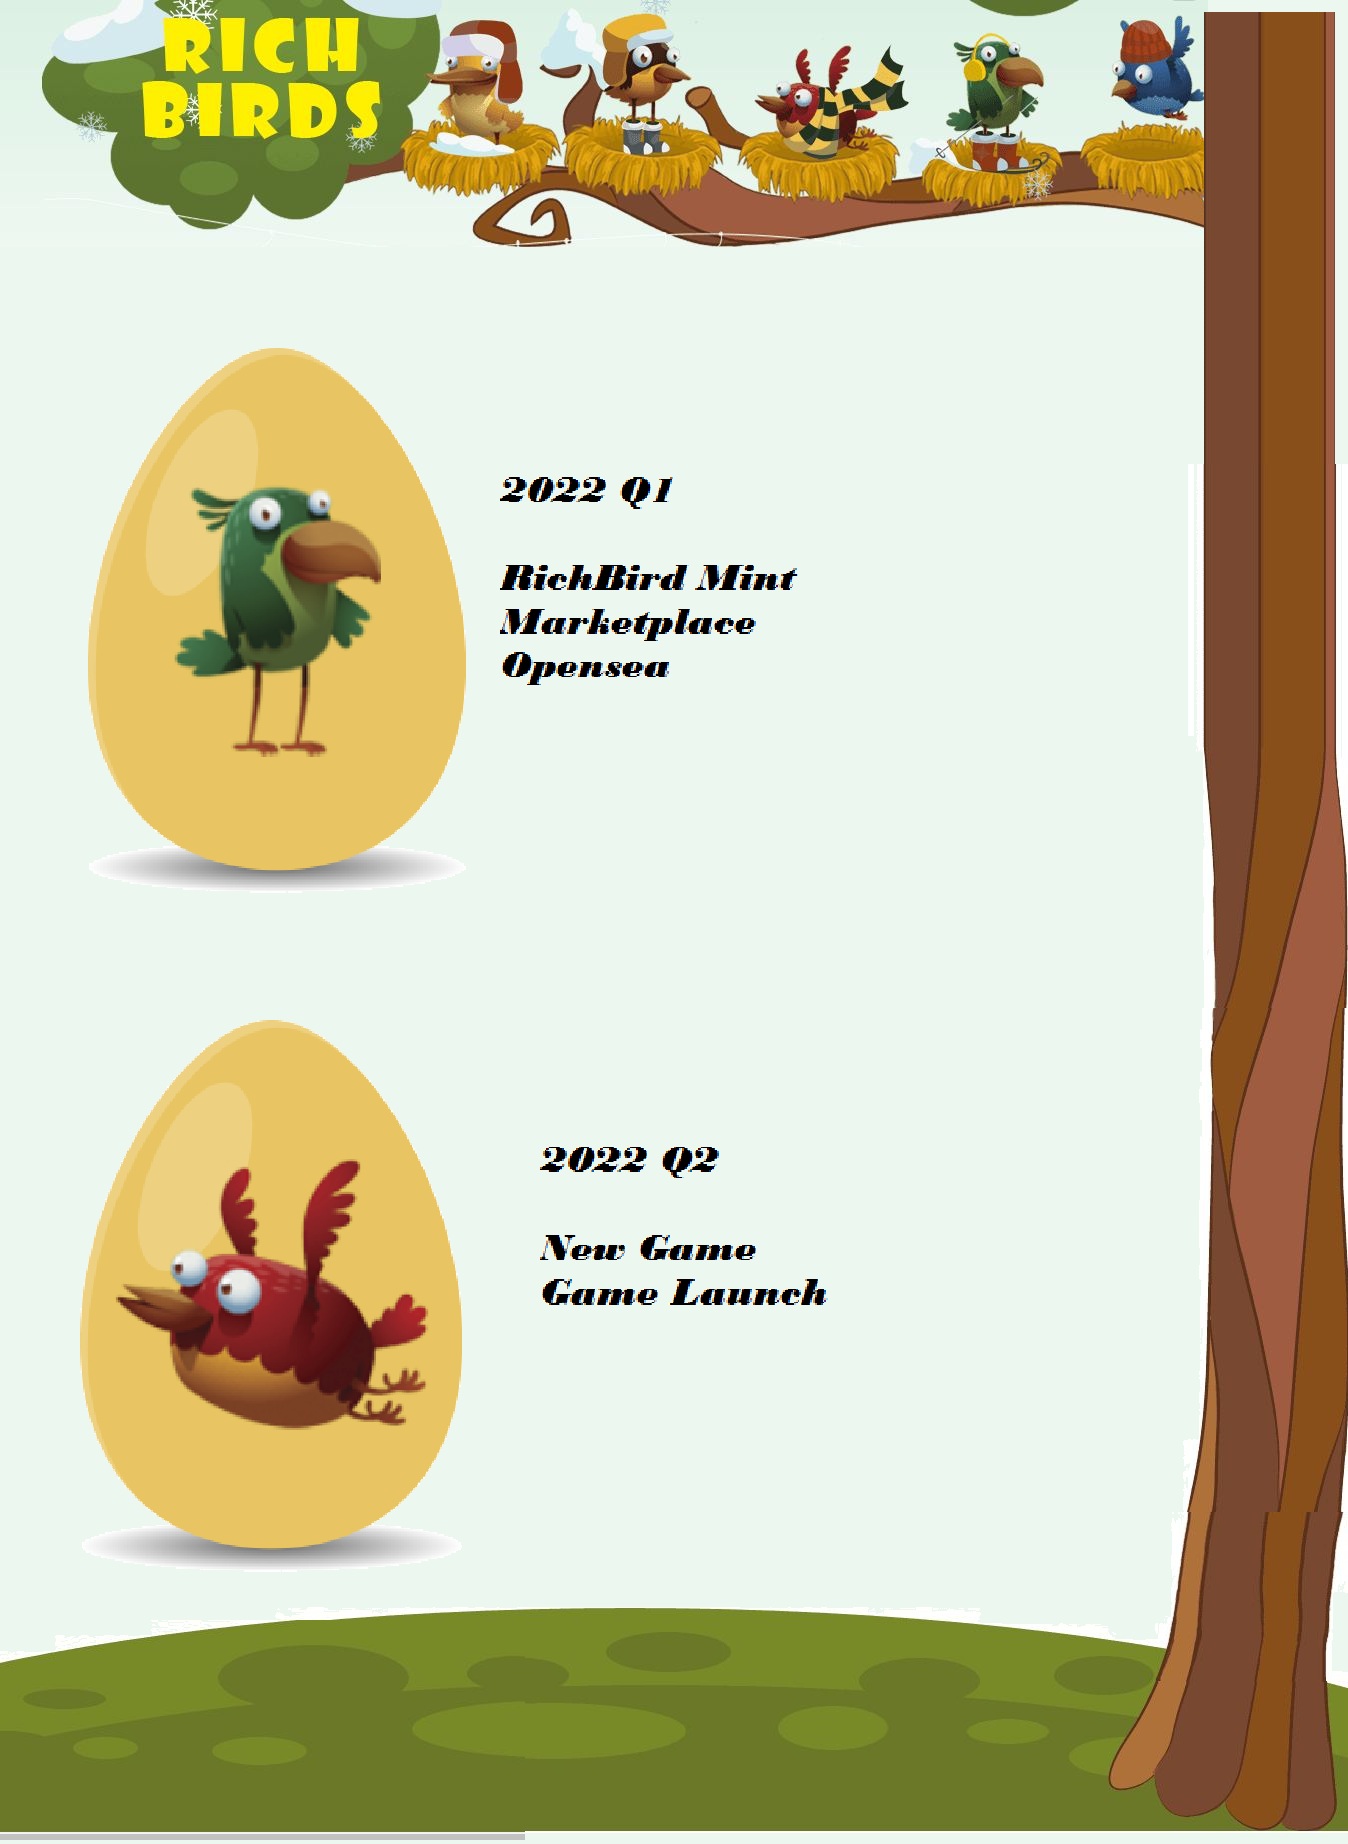 RICH
BIRDS
2022 Q1
RichBird Mint
Marketplace
Opensea
2022 Q2
New Game
Game Launch